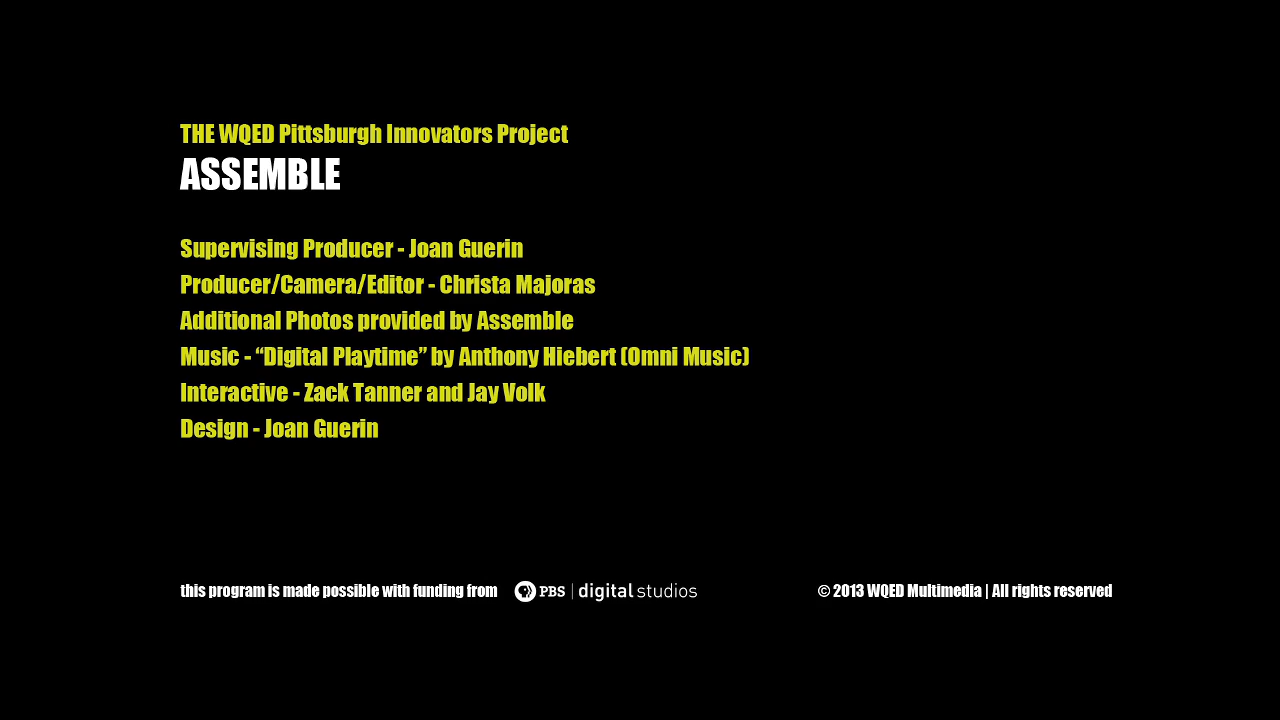 THE WQED Pittsburgh Innovators Project
ASSEMBLE
Supervising Producer - Joan Guerin
Producer/Camera/Editor - Christa Majoras
Additional Photos provided by Assemble
Music - “Digital Playtime” by Anthony Hiebert (Omni Music)
Interactive - Zack Tanner and Jay Volk
Design - Joan Guerin
this program is made possible with funding from PBS | digital studios
© 2013 WQED Multimedia | All rights reserved